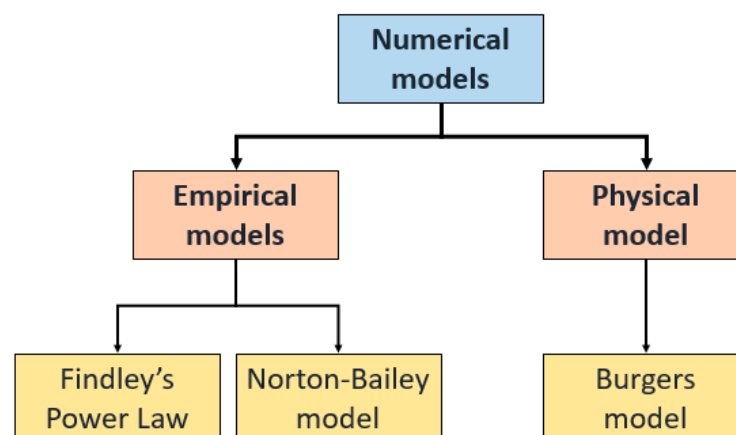 Numerical
models
Empirical
models
Physical
model
Findley’s
Power Law
Norton-Bailey
model
Burgers
model